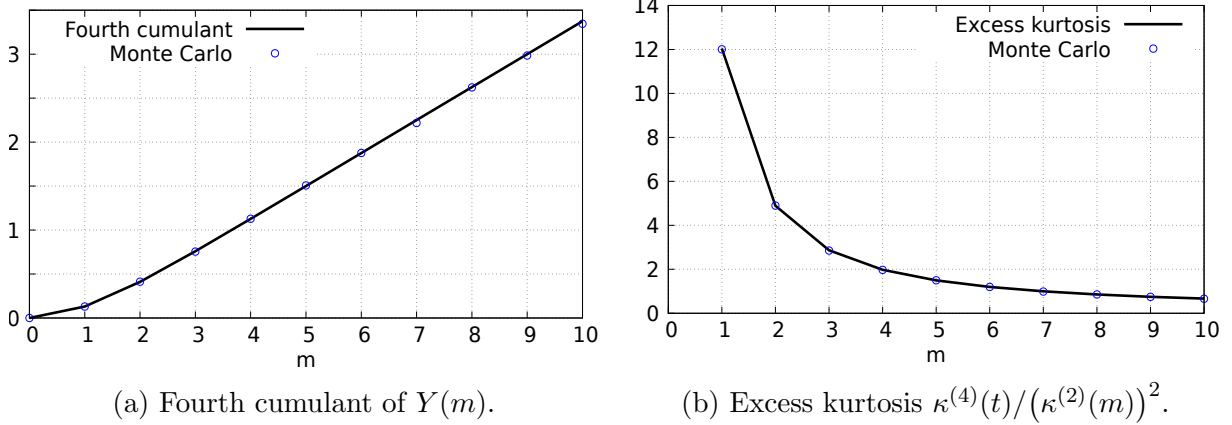 Fourth cumulant
Monte Carlo
3
2
1
0
0 1 2 3 4 5 6 7 8 9 10
m
(a) Fourth cumulant of Y(m).
14
Excess kurtosis
Monte Carlo
12
10
8
6
4
2
0
0 1 2 3 4 5 6 7 8 9 10
m
(b) Excess kurtosis κ⁽⁴⁾(t)/(κ⁽²⁾(m))².